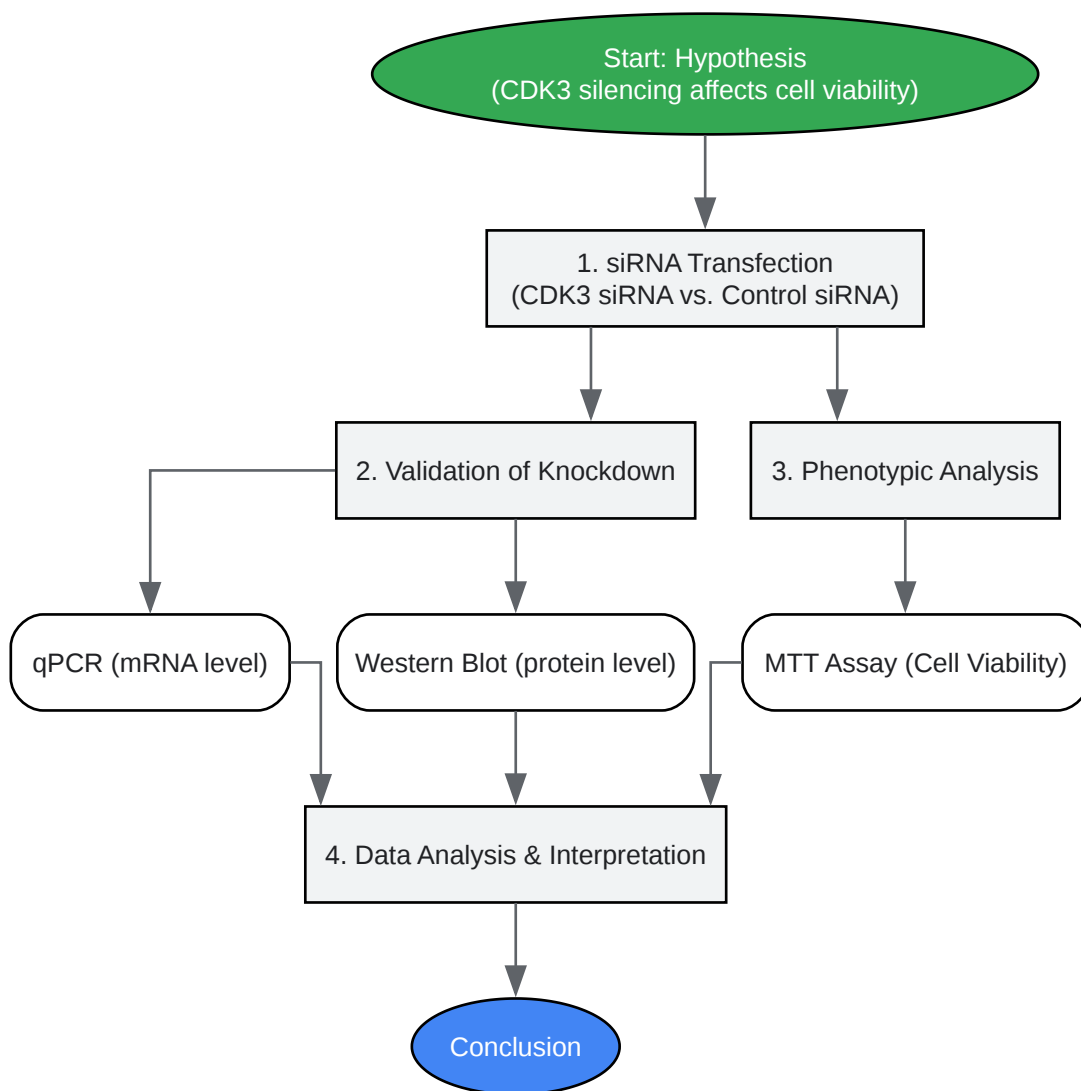 Start: Hypothesis
(CDK3 silencing affects cell viability)
1. siRNA Transfection
(CDK3 siRNA vs. Control siRNA)
2. Validation of Knockdown
3. Phenotypic Analysis
qPCR (mRNA level)
Western Blot (protein level)
MTT Assay (Cell Viability)
4. Data Analysis & Interpretation
Conclusion